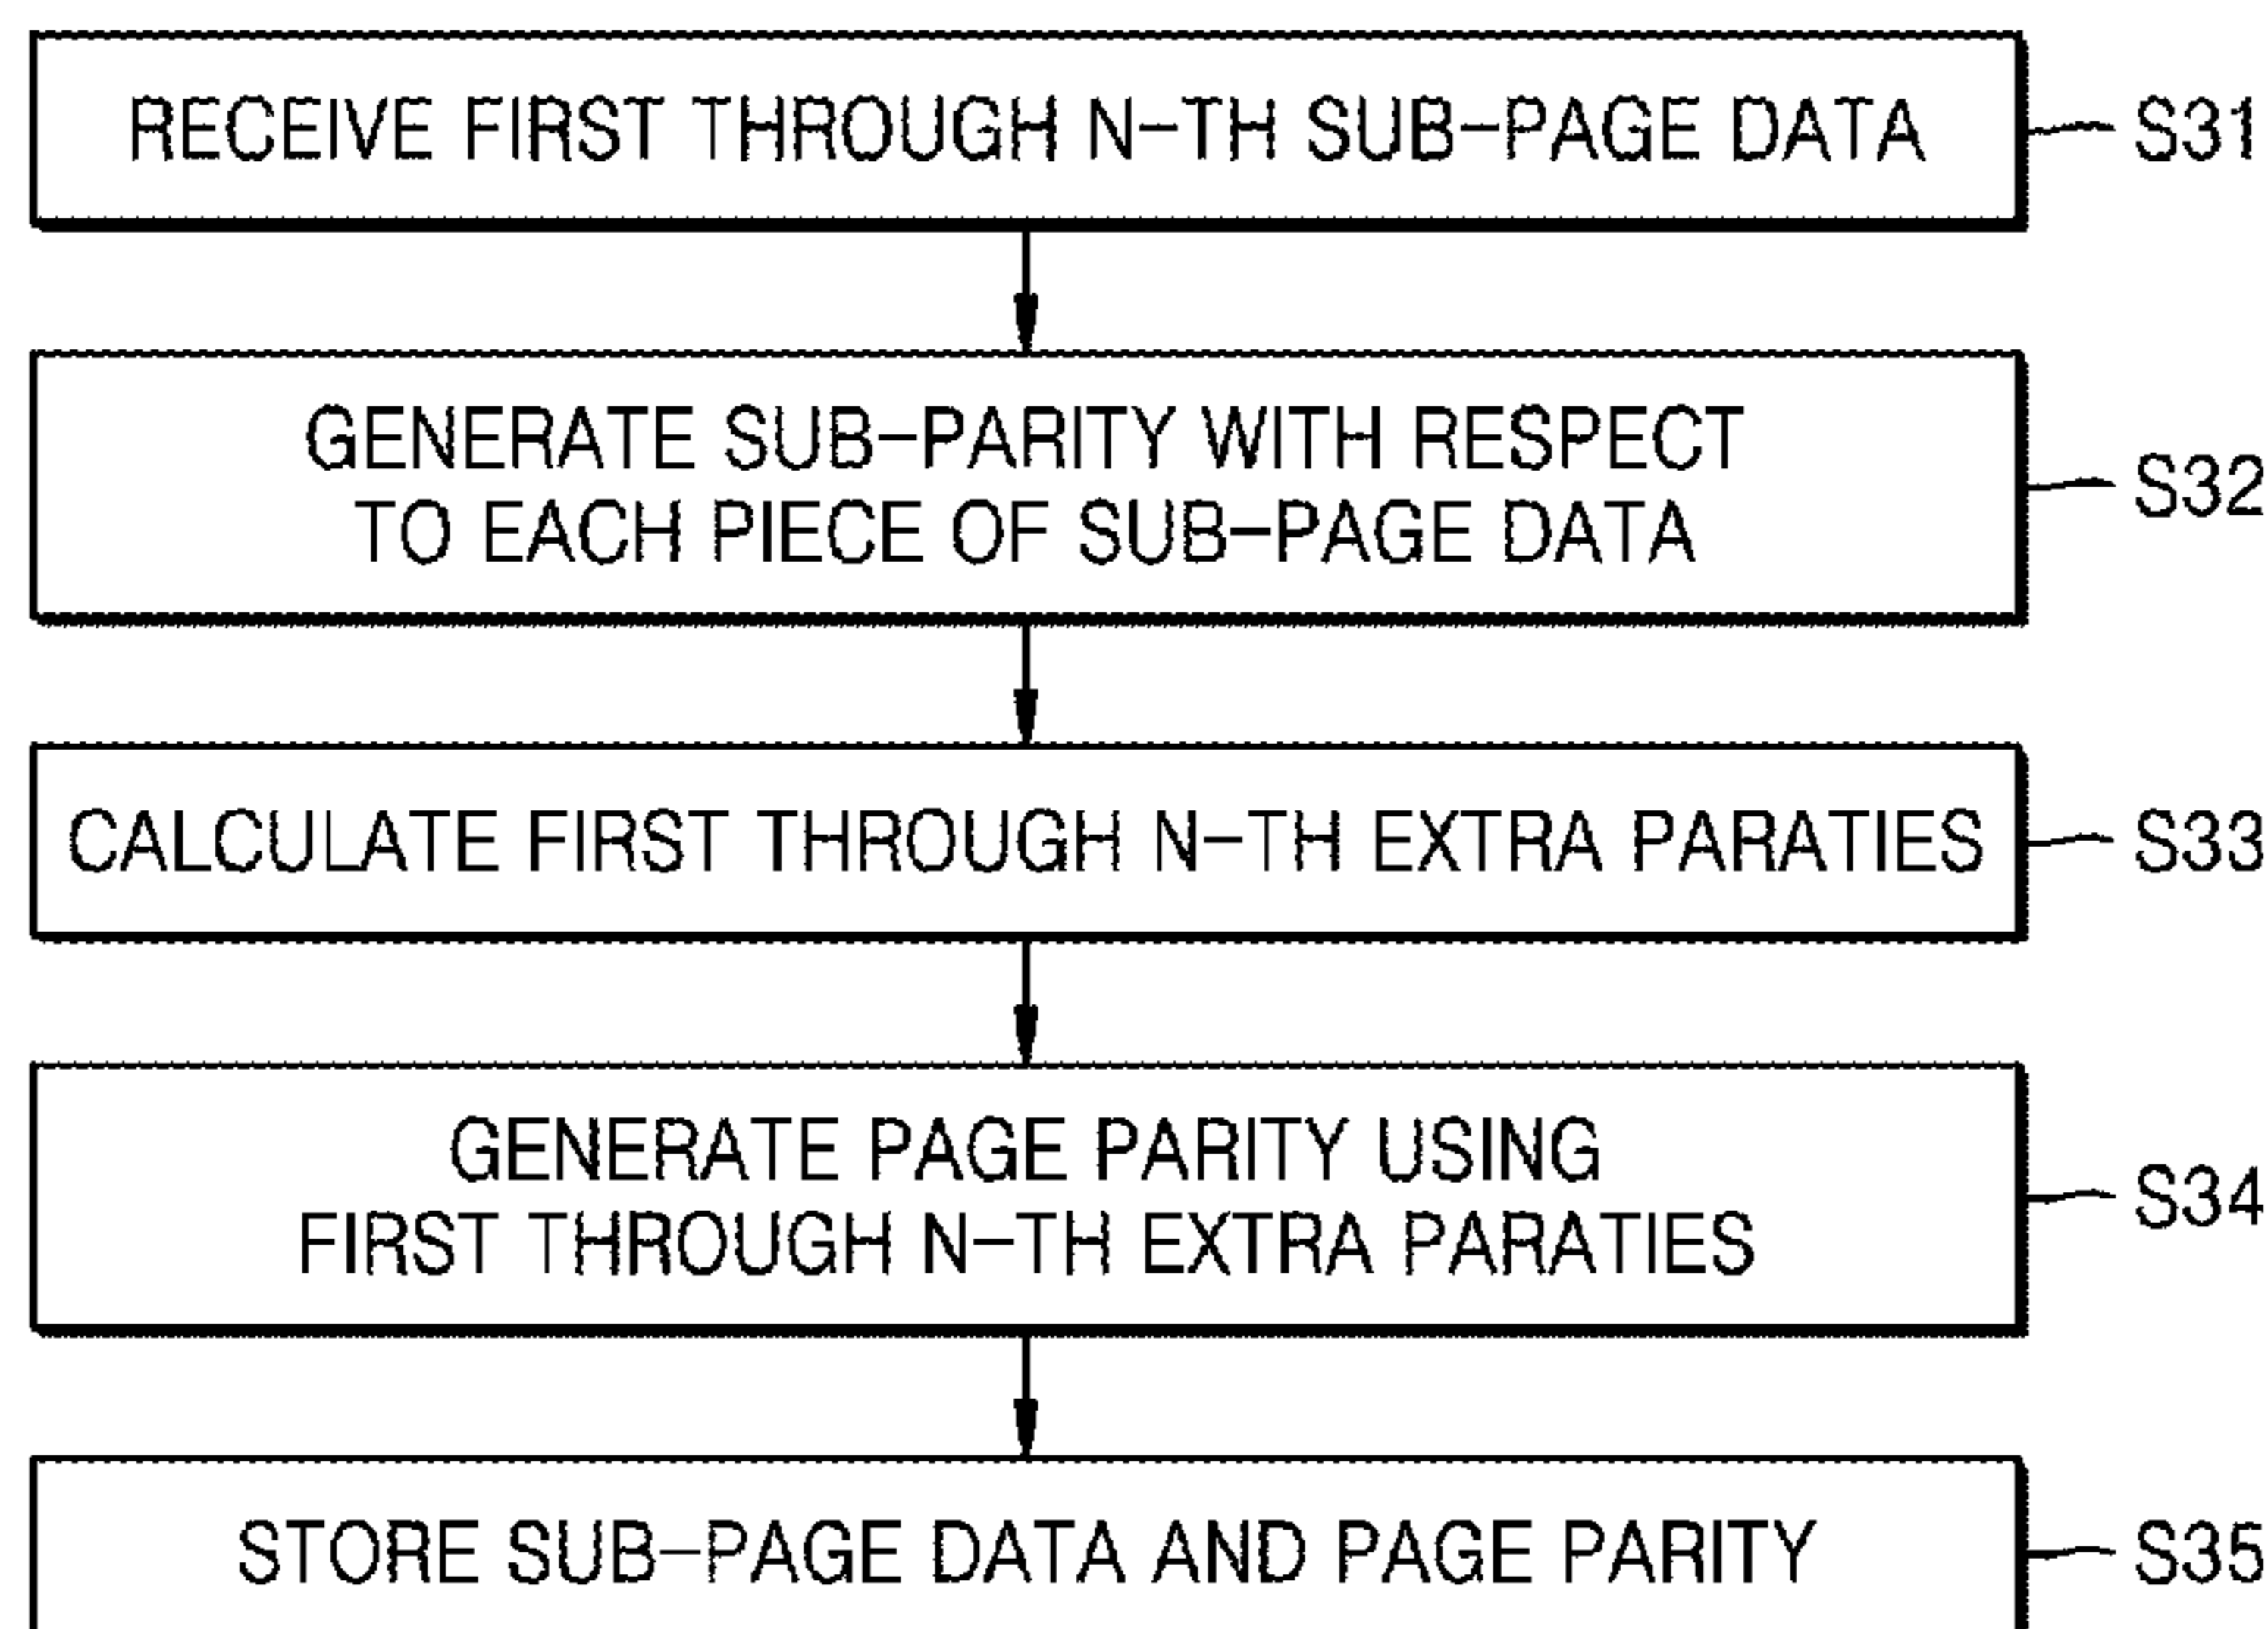 RECEIVE FIRST THROUGH N-TH SUB-PAGE DATA S31
GENERATE SUB-PARITY WITH RESPECT
TO EACH PIECE OF SUB-PAGE DATA
S32
CALCULATE FIRST THROUGH N-TH EXTRA PARATIES S33
GENERATE PAGE PARITY USING
FIRST THROUGH N-TH EXTRA PARATIES
S34
STORE SUB-PAGE DATA AND PAGE PARITY S35